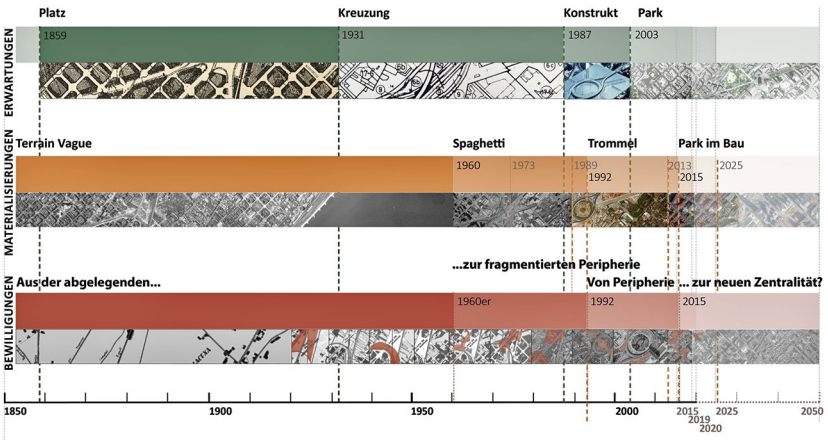 Platz Kreuzung Konstrukt Park
ERWARTUNGEN
1859 1931 1987 2003
Terrain Vague Spaghetti Trommel Park im Bau
MATERIALISIERUNGEN
1960 1973 1989 2013 2025
1992 2015
...zur fragmentierten Peripherie
Aus der abgelegenden... Von Peripherie ... zur neuen Zentralität?
BEWILLIGUNGEN
1960er 1992 2015
1850 1900 1950 2000 2015 2025 2050
2019
2020